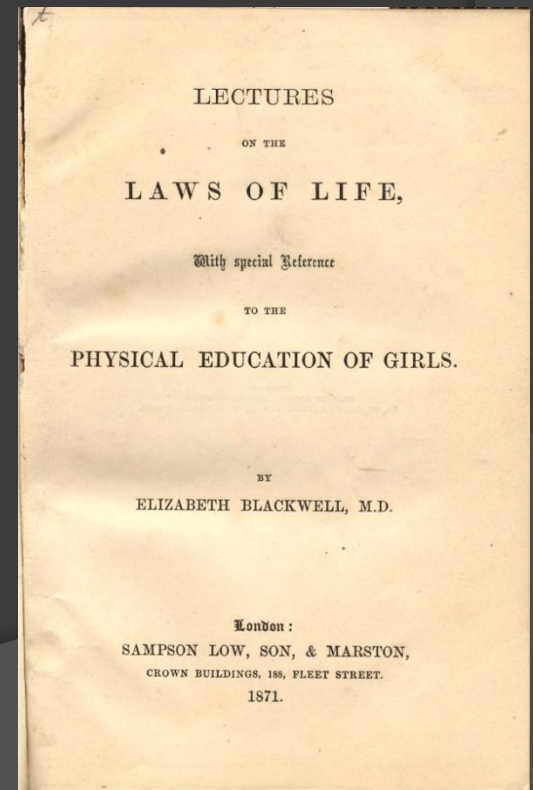 LECTURES
ON THE
LAWS OF LIFE,
With special Reference
TO THE
PHYSICAL EDUCATION OF GIRLS.
BY
ELIZABETH BLACKWELL, M.D.
London:
SAMPSON LOW, SON, & MARSTON,
CROWN BUILDINGS, 188, FLEET STREET.
1871.